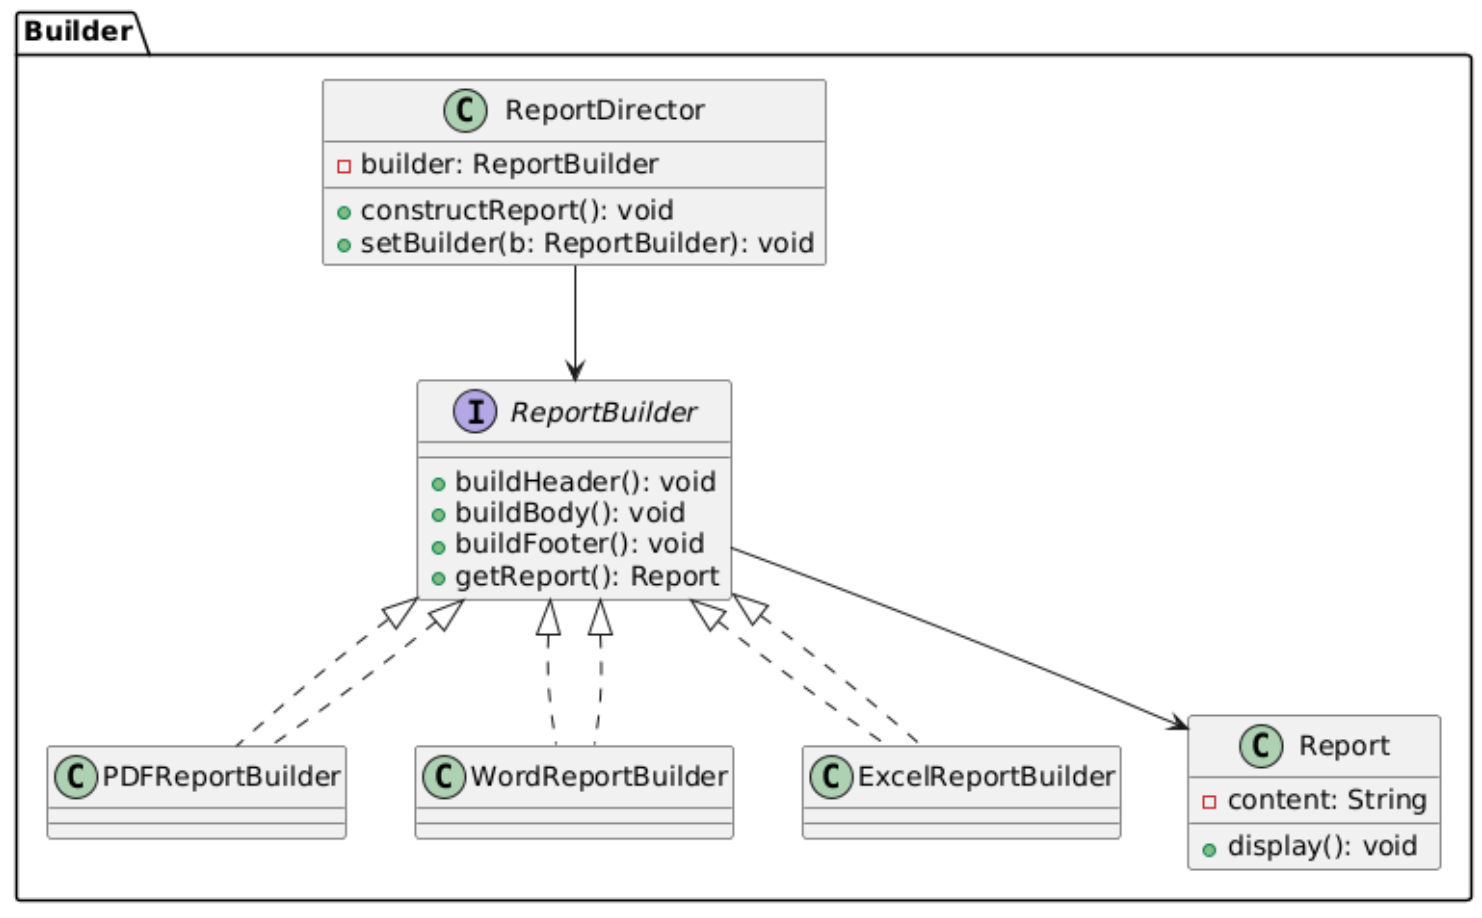 Builder
C ReportDirector
builder: ReportBuilder
constructReport(): void
setBuilder(b: ReportBuilder): void
I ReportBuilder
buildHeader(): void
buildBody(): void
buildFooter(): void
getReport(): Report
C PDFReportBuilder
C WordReportBuilder
C ExcelReportBuilder
C Report
content: String
display(): void